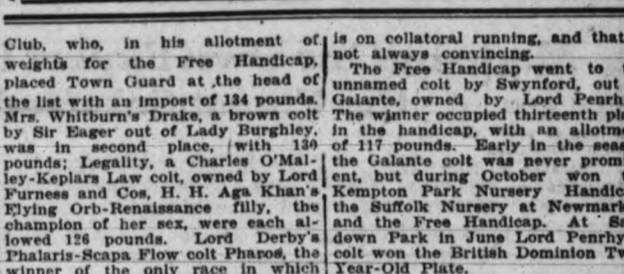 Club, who, in his allotment of
weights for the Free Handicap,
placed Town Guard at the head of
the list with an impost of 134 pounds.
Mrs. Whitburn's Drake, a brown colt
by Sir Eager out of Lady Burghley,
was in second place, with 130
pounds; Legality, a Charles O'Mal-
ley-Keplars Law colt, owned by Lord
Furness and Cos, H. H. Aga Khan's
Flying Orb-Renaissance filly, the
champion of her sex, were each al-
lowed 126 pounds. Lord Derby's
Phalaris-Scapa Flow colt Pharos, the
winner of the only race in which
is on collatoral running, and that
not always convincing.
The Free Handicap went to
unnamed colt by Swynford, out
Galante, owned by Lord Penrh
The winner occupied thirteenth pl
in the handicap, with an allotm
of 117 pounds. Early in the seas
the Galante colt was never prom
ent, but during October won
Kempton Park Nursery Handic
the Suffolk Nursery at Newmark
and the Free Handicap. At Sa
down Park in June Lord Penrhy
colt won the British Dominion Tw
Year-Old Plate.